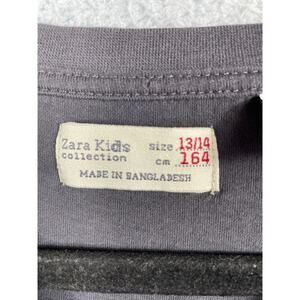 Zara Kids size 13/14
collection cm 164
MADE IN BANGLADESH